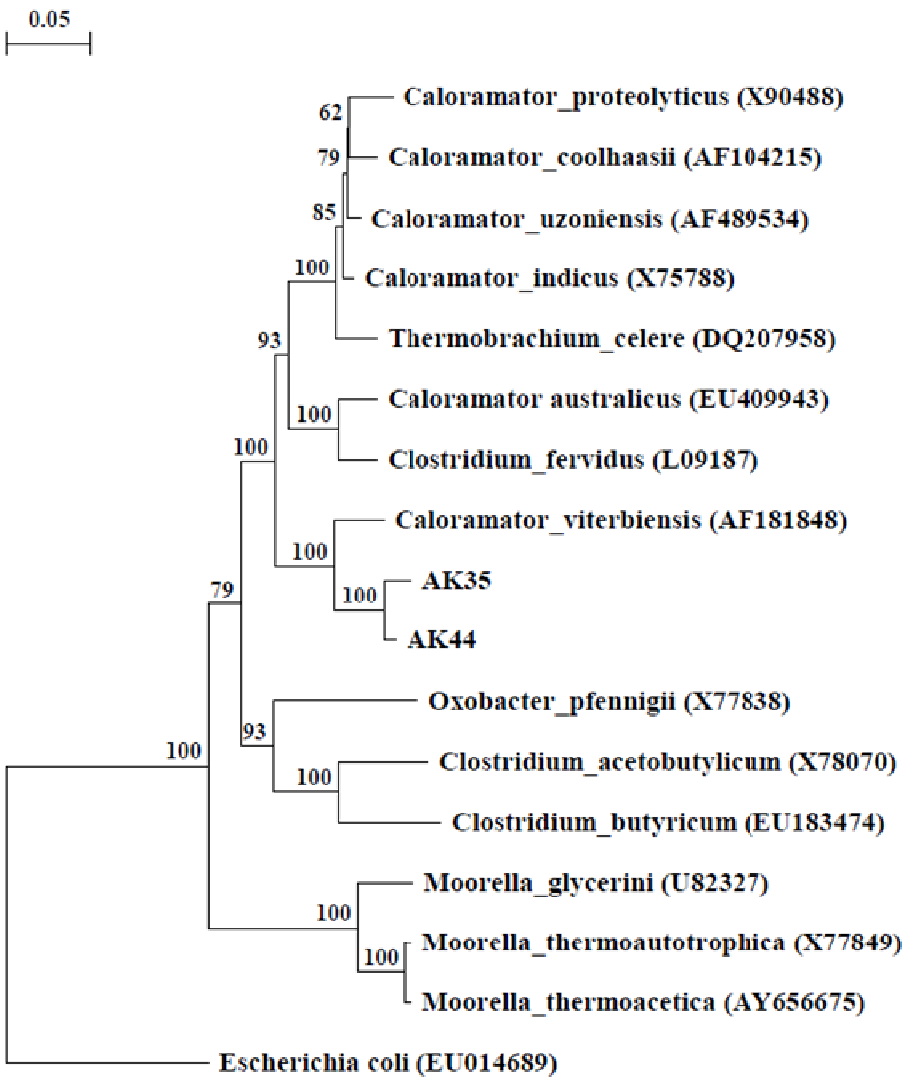 0.05
Caloramator_proteolyticus (X90488)
62
79
Caloramator_coolhaasii (AF104215)
85
Caloramator_uzoniensis (AF489534)
100
Caloramator_indicus (X75788)
93
Thermobrachium_celere (DQ207958)
100
Caloramator australicus (EU409943)
100
Clostridium_fervidus (L09187)
Caloramator_viterbiensis (AF181848)
100
AK35
79
100
AK44
Oxobacter_pfennigii (X77838)
93
100
Clostridium_acetobutylicum (X78070)
100
Clostridium_butyricum (EU183474)
Moorella_glycerini (U82327)
100
Moorella_thermoautotrophica (X77849)
100
Moorella_thermoacetica (AY656675)
Escherichia coli (EU014689)